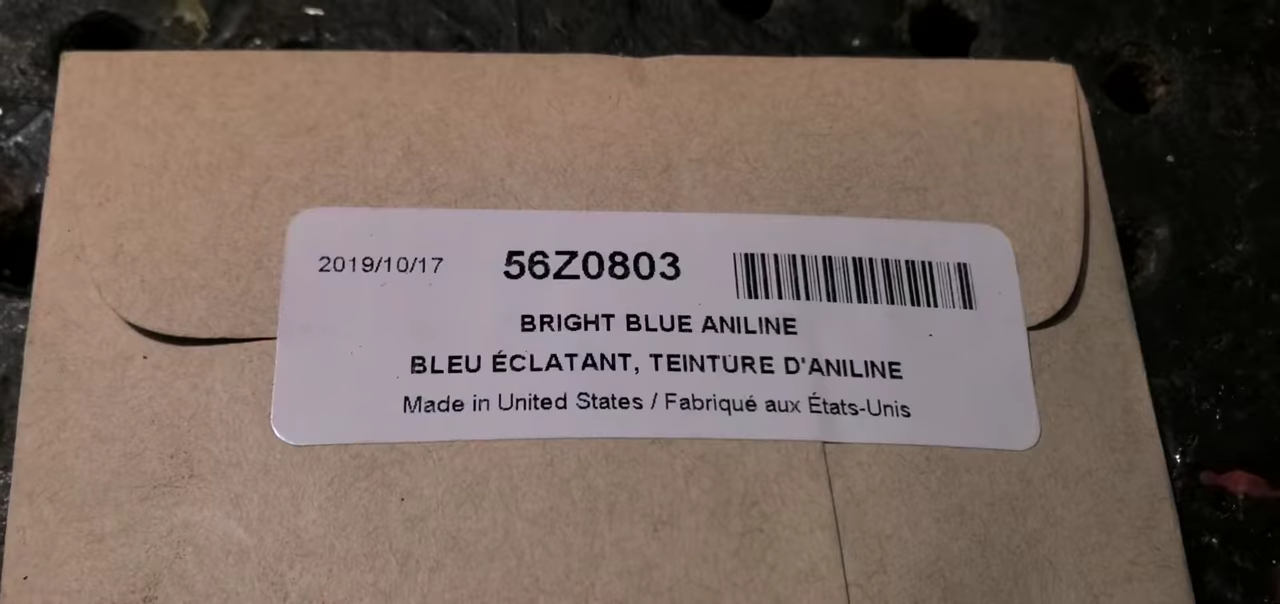 2019/10/17 56Z0803
BRIGHT BLUE ANILINE
BLEU ÉCLATANT, TEINTURE D'ANILINE
Made in United States / Fabriqué aux États-Unis